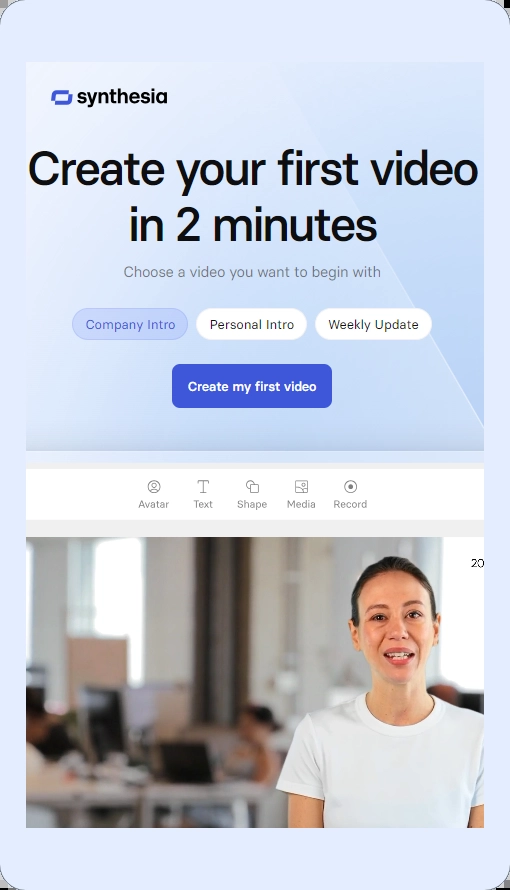 synthesia
Create your first video
in 2 minutes
Choose a video you want to begin with
Company Intro Personal Intro Weekly Update
Create my first video
Avatar Text Shape Media Record
20